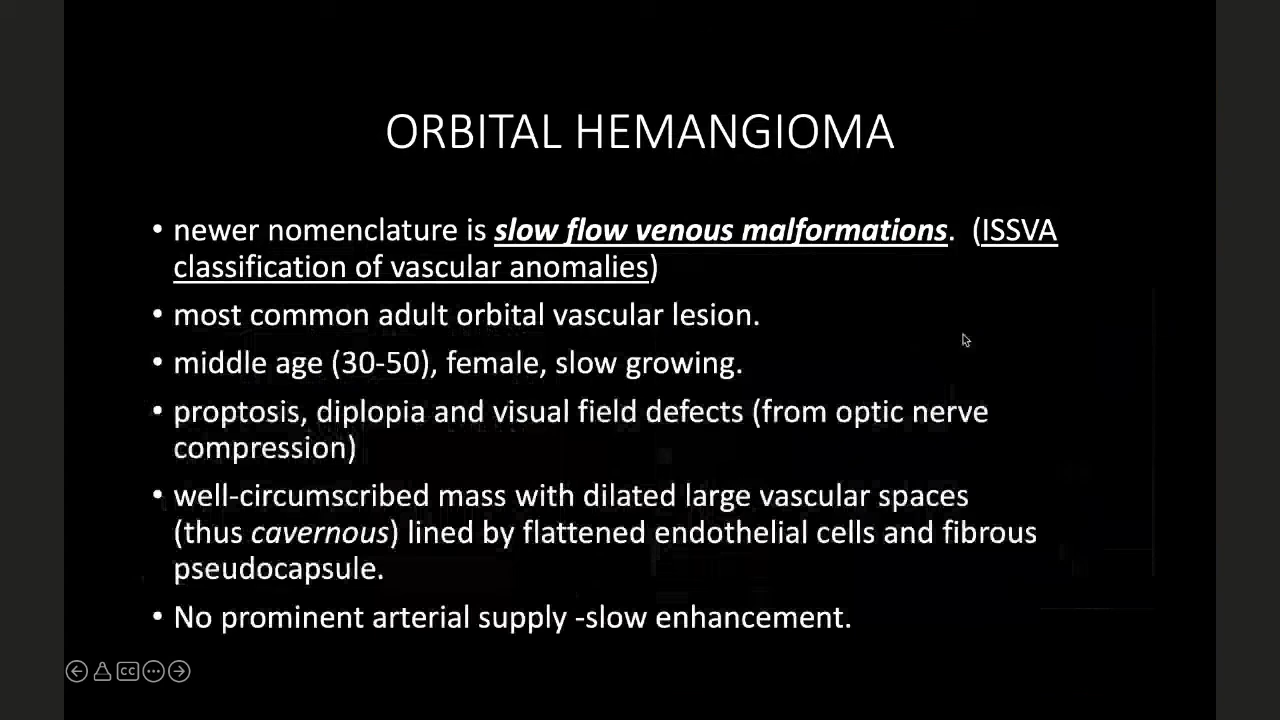 ORBITAL HEMANGIOMA
• newer nomenclature is slow flow venous malformations. (ISSVA
classification of vascular anomalies)
• most common adult orbital vascular lesion.
• middle age (30-50), female, slow growing.
• proptosis, diplopia and visual field defects (from optic nerve
compression)
• well-circumscribed mass with dilated large vascular spaces
(thus cavernous) lined by flattened endothelial cells and fibrous
pseudocapsule.
• No prominent arterial supply -slow enhancement.
CC